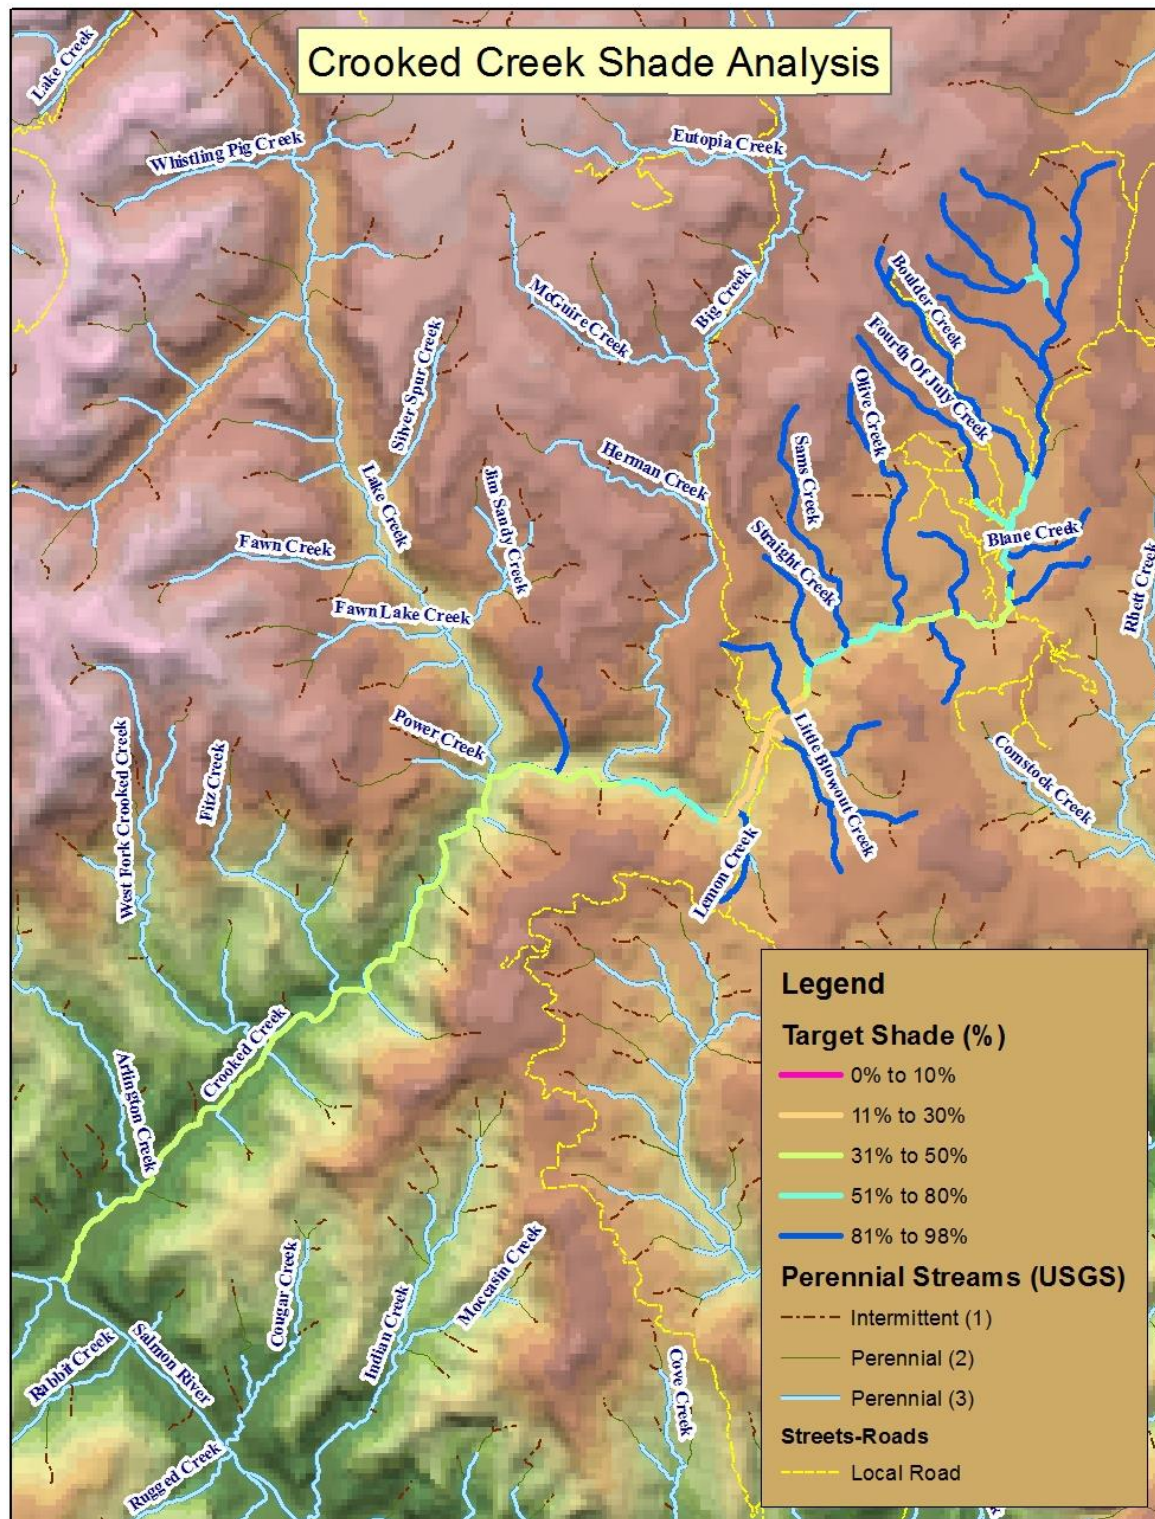 Crooked Creek Shade Analysis
Lake Creek
Whistling Pig Creek
Eutopia Creek
Boulder Creek
Big Creek
McGuire Creek
Fourth Of July Creek
Silver Spur Creek
Olive Creek
Herman Creek
Sams Creek
Lake Creek
Jim Sandy Creek
Fawn Creek
Blane Creek
Straight Creek
Rhett Creek
Fawn Lake Creek
Power Creek
West Fork Crooked Creek
Fitz Creek
Little Blowout Creek
Comstock Creek
Lemon Creek
Crooked Creek
Arlington Creek
Cougar Creek
Moccasin Creek
Indian Creek
Rabbit Creek
Salmon River
Cove Creek
Rugged Creek
Legend
Target Shade (%)
0% to 10%
11% to 30%
31% to 50%
51% to 80%
81% to 98%
Perennial Streams (USGS)
Intermittent (1)
Perennial (2)
Perennial (3)
Streets-Roads
Local Road